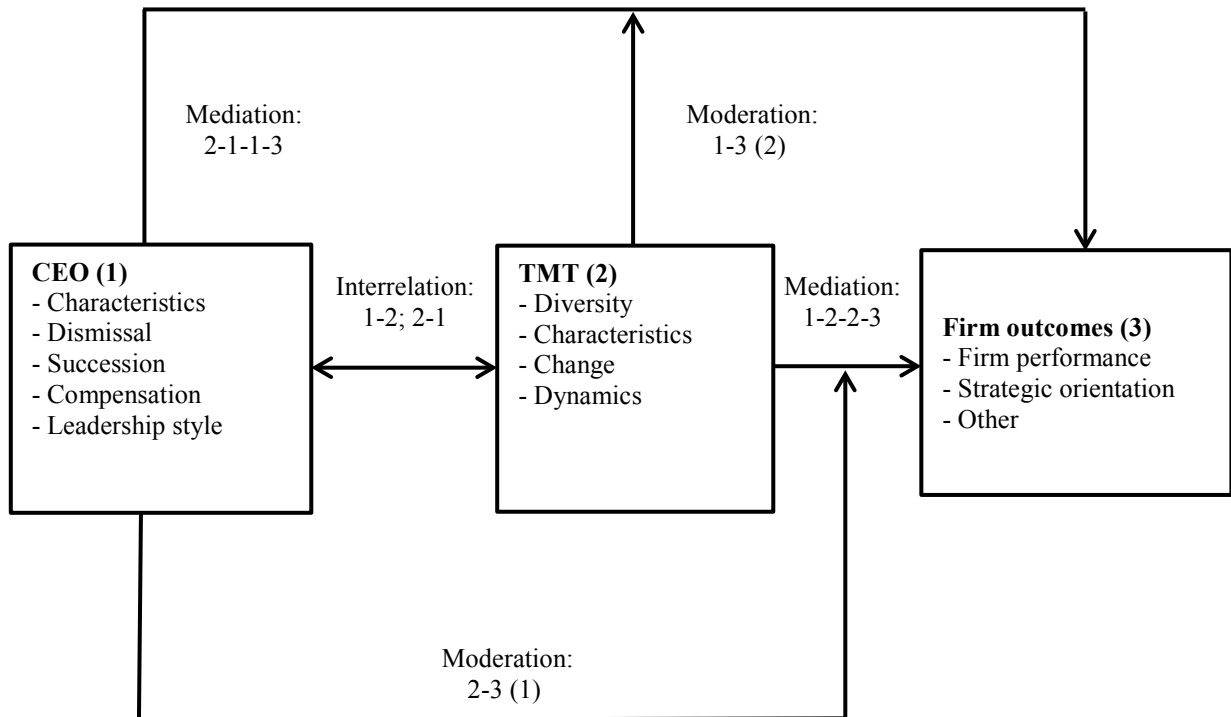 Mediation:
2-1-1-3
Moderation:
1-3 (2)
CEO (1)
- Characteristics
- Dismissal
- Succession
- Compensation
- Leadership style
Interrelation:
1-2; 2-1
TMT (2)
- Diversity
- Characteristics
- Change
- Dynamics
Mediation:
1-2-2-3
Firm outcomes (3)
- Firm performance
- Strategic orientation
- Other
Moderation:
2-3 (1)